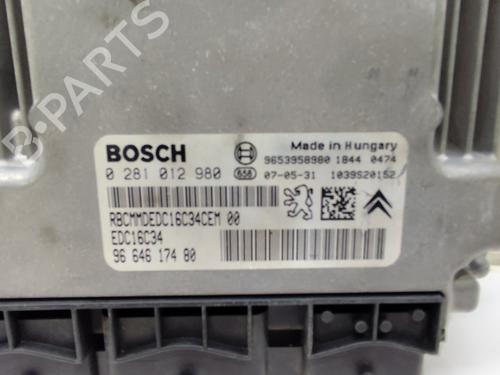 B-PARTS
BOSCH
Made in Hungary
9653958980 1844 0474
0 281 012 980 658 07-05-31 1039S20152
RBCMMDEDC16C34CEM 00
EDC16C34
96 646 174 80